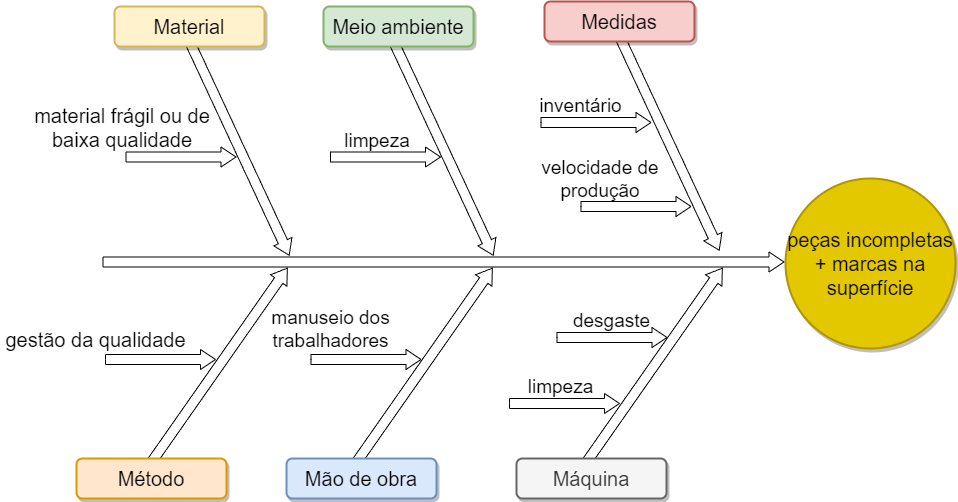 Material
Meio ambiente
Medidas
material frágil ou de
baixa qualidade
limpeza
inventário
velocidade de
produção
peças incompletas
+ marcas na
superfície
gestão da qualidade
manuseio dos
trabalhadores
desgaste
limpeza
Método
Mão de obra
Máquina